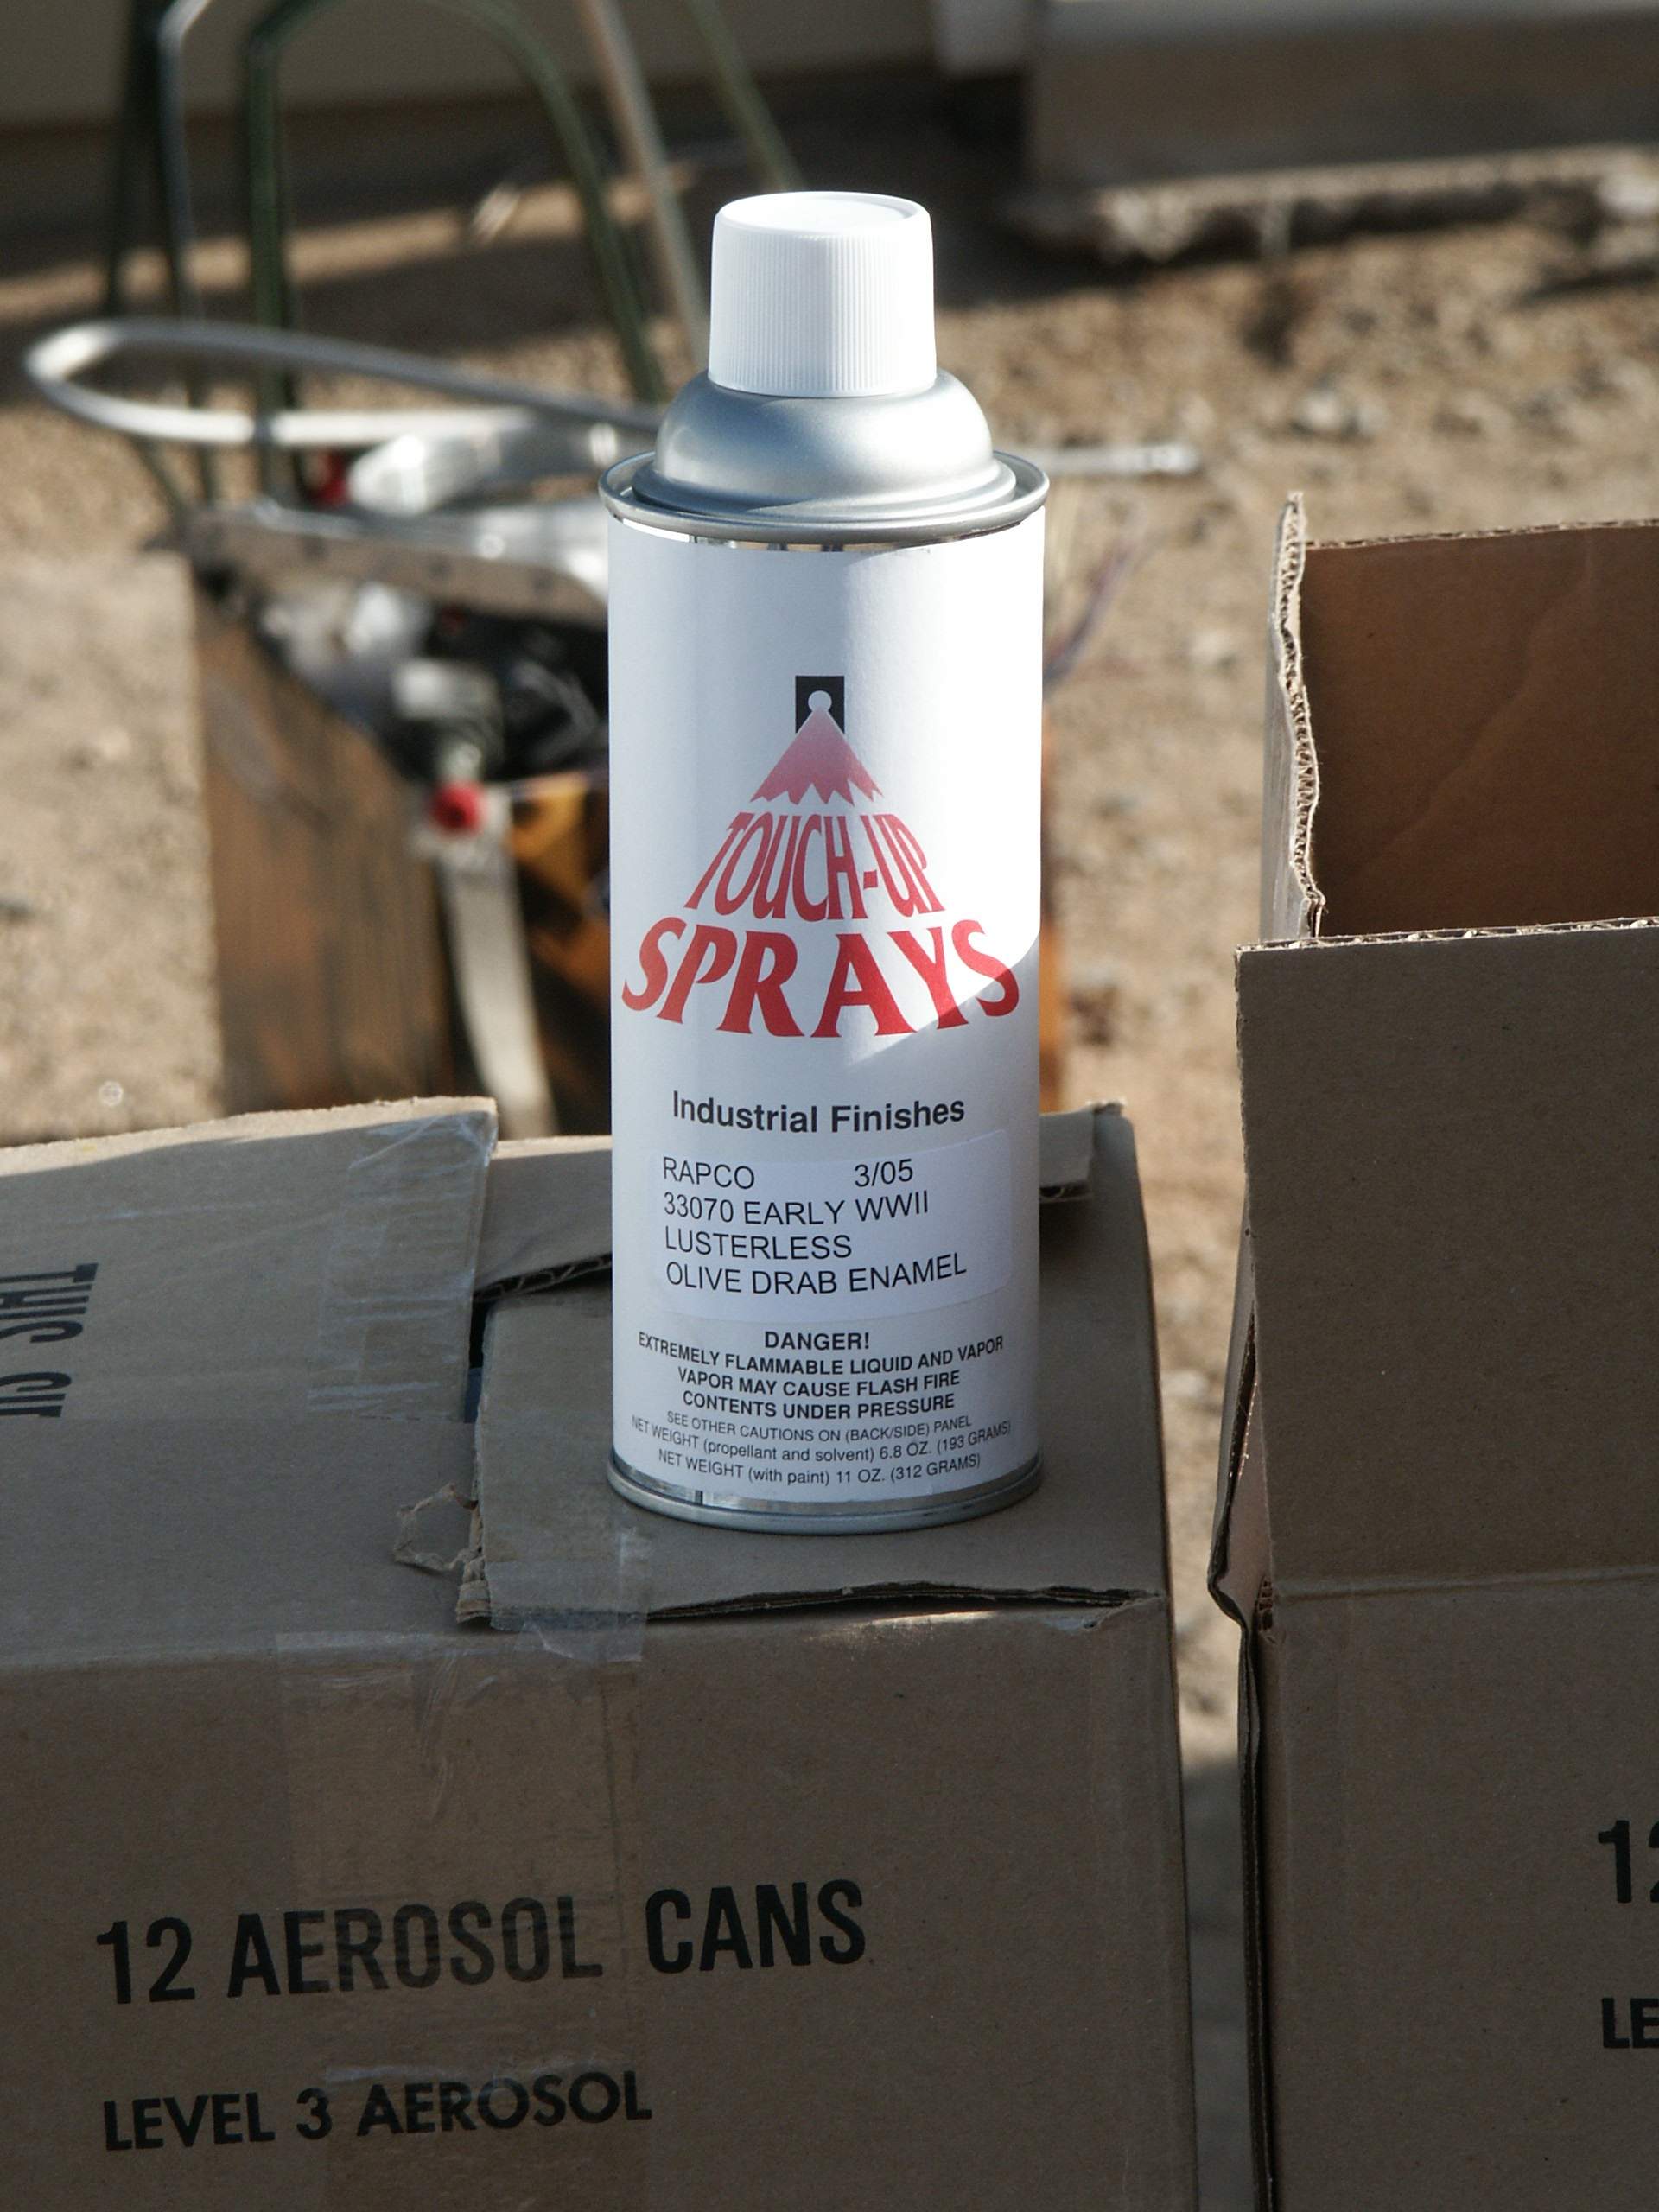 TOUCH-UP
SPRAYS
Industrial Finishes
RAPCO 3/05
33070 EARLY WWII
LUSTERLESS
OLIVE DRAB ENAMEL
DANGER!
EXTREMELY FLAMMABLE LIQUID AND VAPOR
VAPOR MAY CAUSE FLASH FIRE
CONTENTS UNDER PRESSURE
SEE OTHER CAUTIONS ON (BACK/SIDE) PANEL
NET WEIGHT (propellant and solvent) 6.8 OZ. (193 GRAMS)
NET WEIGHT (with paint) 11 OZ. (312 GRAMS)
THIS
12 AEROSOL CANS
LEVEL 3 AEROSOL
12
LE